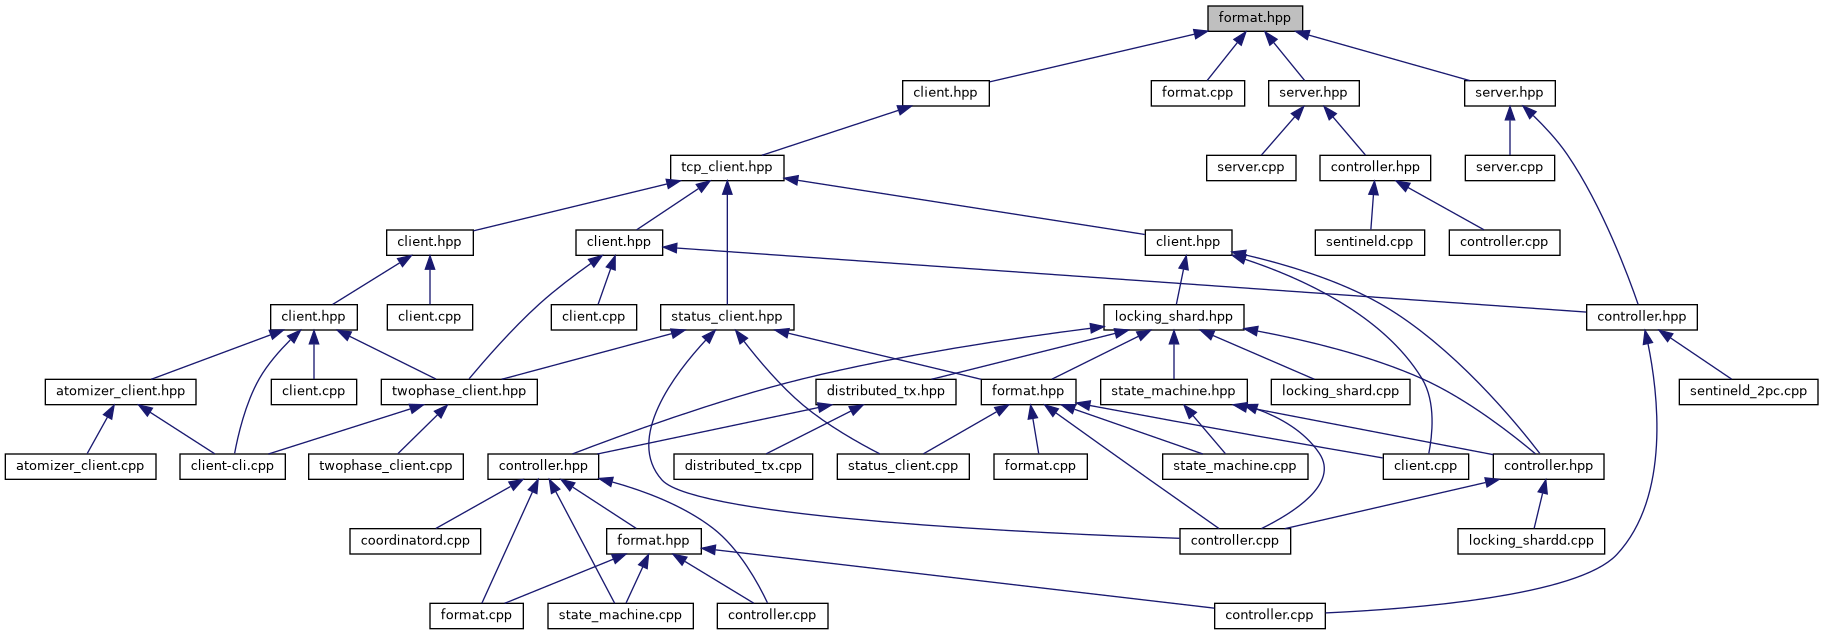 format.hpp
client.hpp
format.cpp
server.hpp
server.hpp
tcp_client.hpp
server.cpp
controller.hpp
server.cpp
client.hpp
client.hpp
client.hpp
sentineld.cpp
controller.cpp
client.hpp
client.cpp
client.cpp
status_client.hpp
locking_shard.hpp
controller.hpp
atomizer_client.hpp
client.cpp
twophase_client.hpp
distributed_tx.hpp
format.hpp
state_machine.hpp
locking_shard.cpp
sentineld_2pc.cpp
atomizer_client.cpp
client-cli.cpp
twophase_client.cpp
controller.hpp
distributed_tx.cpp
status_client.cpp
format.cpp
state_machine.cpp
client.cpp
controller.hpp
coordinatord.cpp
format.hpp
controller.cpp
locking_shardd.cpp
format.cpp
state_machine.cpp
controller.cpp
controller.cpp